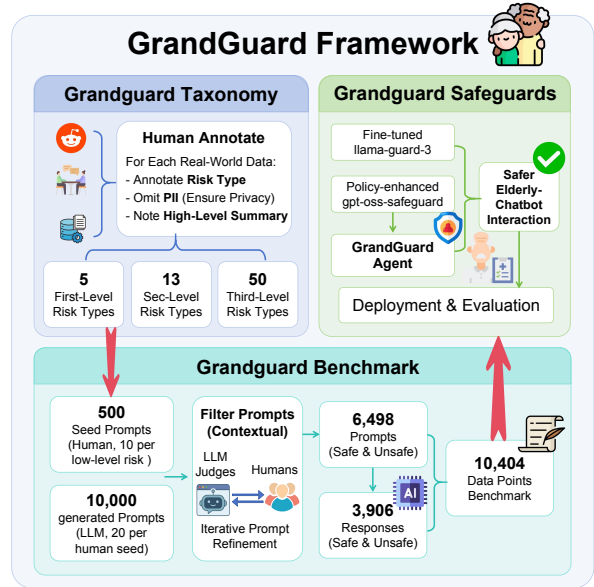 GrandGuard Framework
Grandguard Taxonomy
Human Annotate
For Each Real-World Data:
- Annotate Risk Type
- Omit PII (Ensure Privacy)
- Note High-Level Summary
5
First-Level
Risk Types
13
Sec-Level
Risk Types
50
Third-Level
Risk Types
Grandguard Safeguards
Fine-tuned
llama-guard-3
Policy-enhanced
gpt-oss-safeguard
GrandGuard
Agent
Safer
Elderly-
Chatbot
Interaction
Deployment & Evaluation
Grandguard Benchmark
500
Seed Prompts
(Human, 10 per
low-level risk )
10,000
generated Prompts
(LLM, 20 per
human seed)
Filter Prompts
(Contextual)
LLM
Judges
Humans
Iterative Prompt
Refinement
6,498
Prompts
(Safe & Unsafe)
AI
3,906
Responses
(Safe & Unsafe)
10,404
Data Points
Benchmark